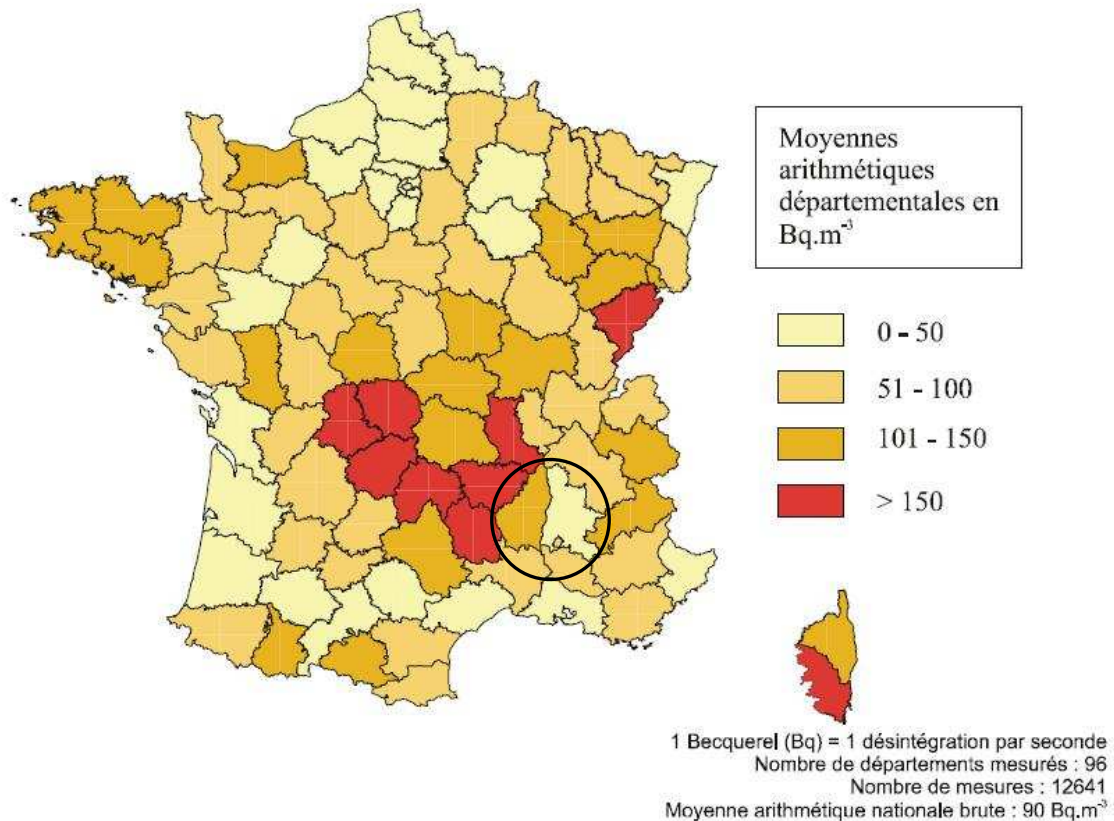 Moyennes
arithmétiques
départementales en
Bq.m⁻³
0 - 50
51 - 100
101 - 150
> 150
1 Becquerel (Bq) = 1 désintégration par seconde
Nombre de départements mesurés : 96
Nombre de mesures : 12641
Moyenne arithmétique nationale brute : 90 Bq.m⁻³